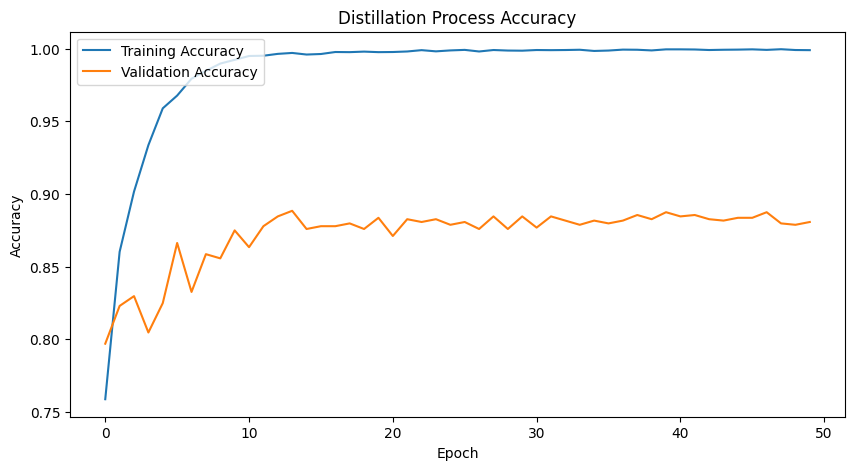 Distillation Process Accuracy
Training Accuracy
Validation Accuracy
1.00
0.95
0.90
0.85
0.80
0.75
Accuracy
0 10 20 30 40 50
Epoch